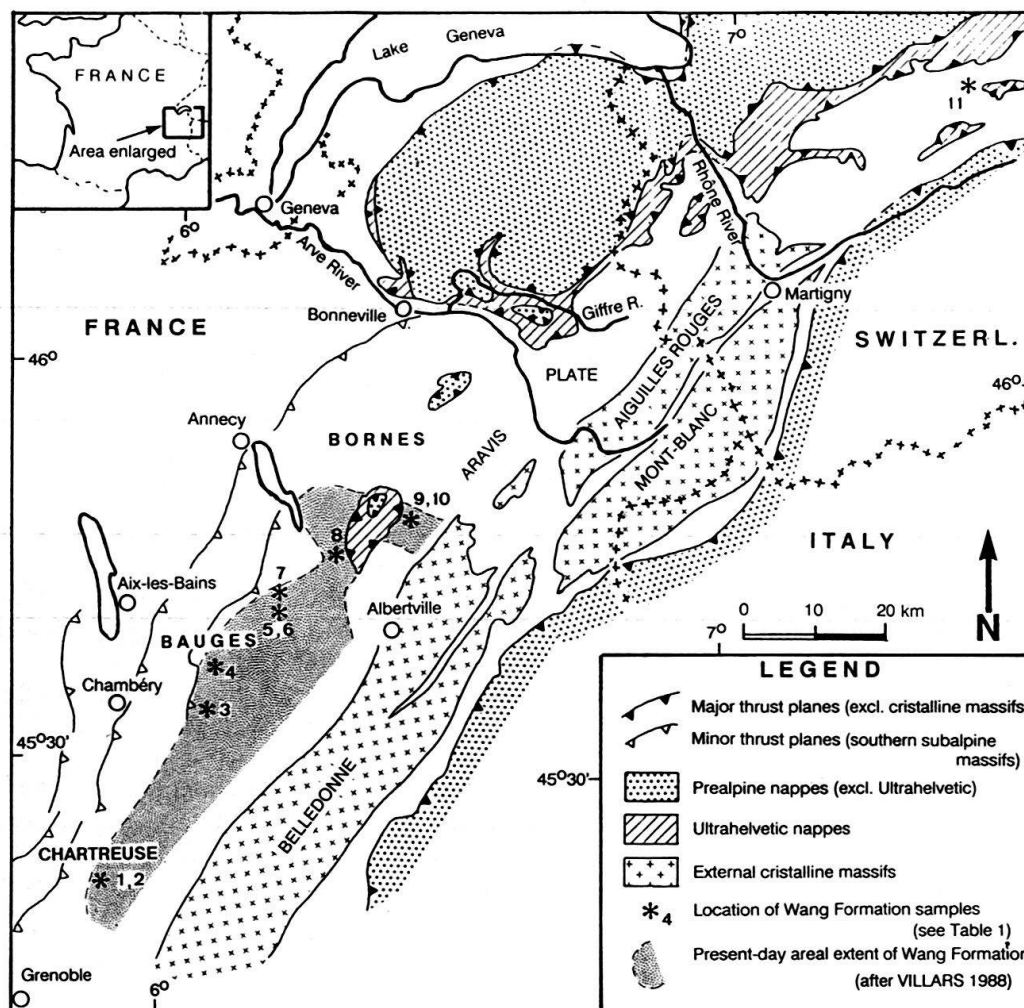 FRANCE
Area enlarged
Lake Geneva
7°
11
6°
Geneva
Arve River
Rhône River
Bonneville
Giffre R.
Martigny
FRANCE
SWITZERL.
46°
46°
PLATE
AIGUILLES ROUGES
MONT-BLANC
Annecy
BORNES
ARAVIS
9,10
8
ITALY
Aix-les-Bains
7
5,6
Albertville
BAUGES
4
3
Chambéry
0 10 20 km
N
7°
45°30'
45°30'
BELLEDONNE
CHARTREUSE
1,2
Grenoble
6°
LEGEND
Major thrust planes (excl. cristalline massifs
Minor thrust planes (southern subalpine
massifs)
Prealpine nappes (excl. Ultrahelvetic)
Ultrahelvetic nappes
External cristalline massifs
4 Location of Wang Formation samples
(see Table 1)
Present-day areal extent of Wang Formation
(after VILLARS 1988)